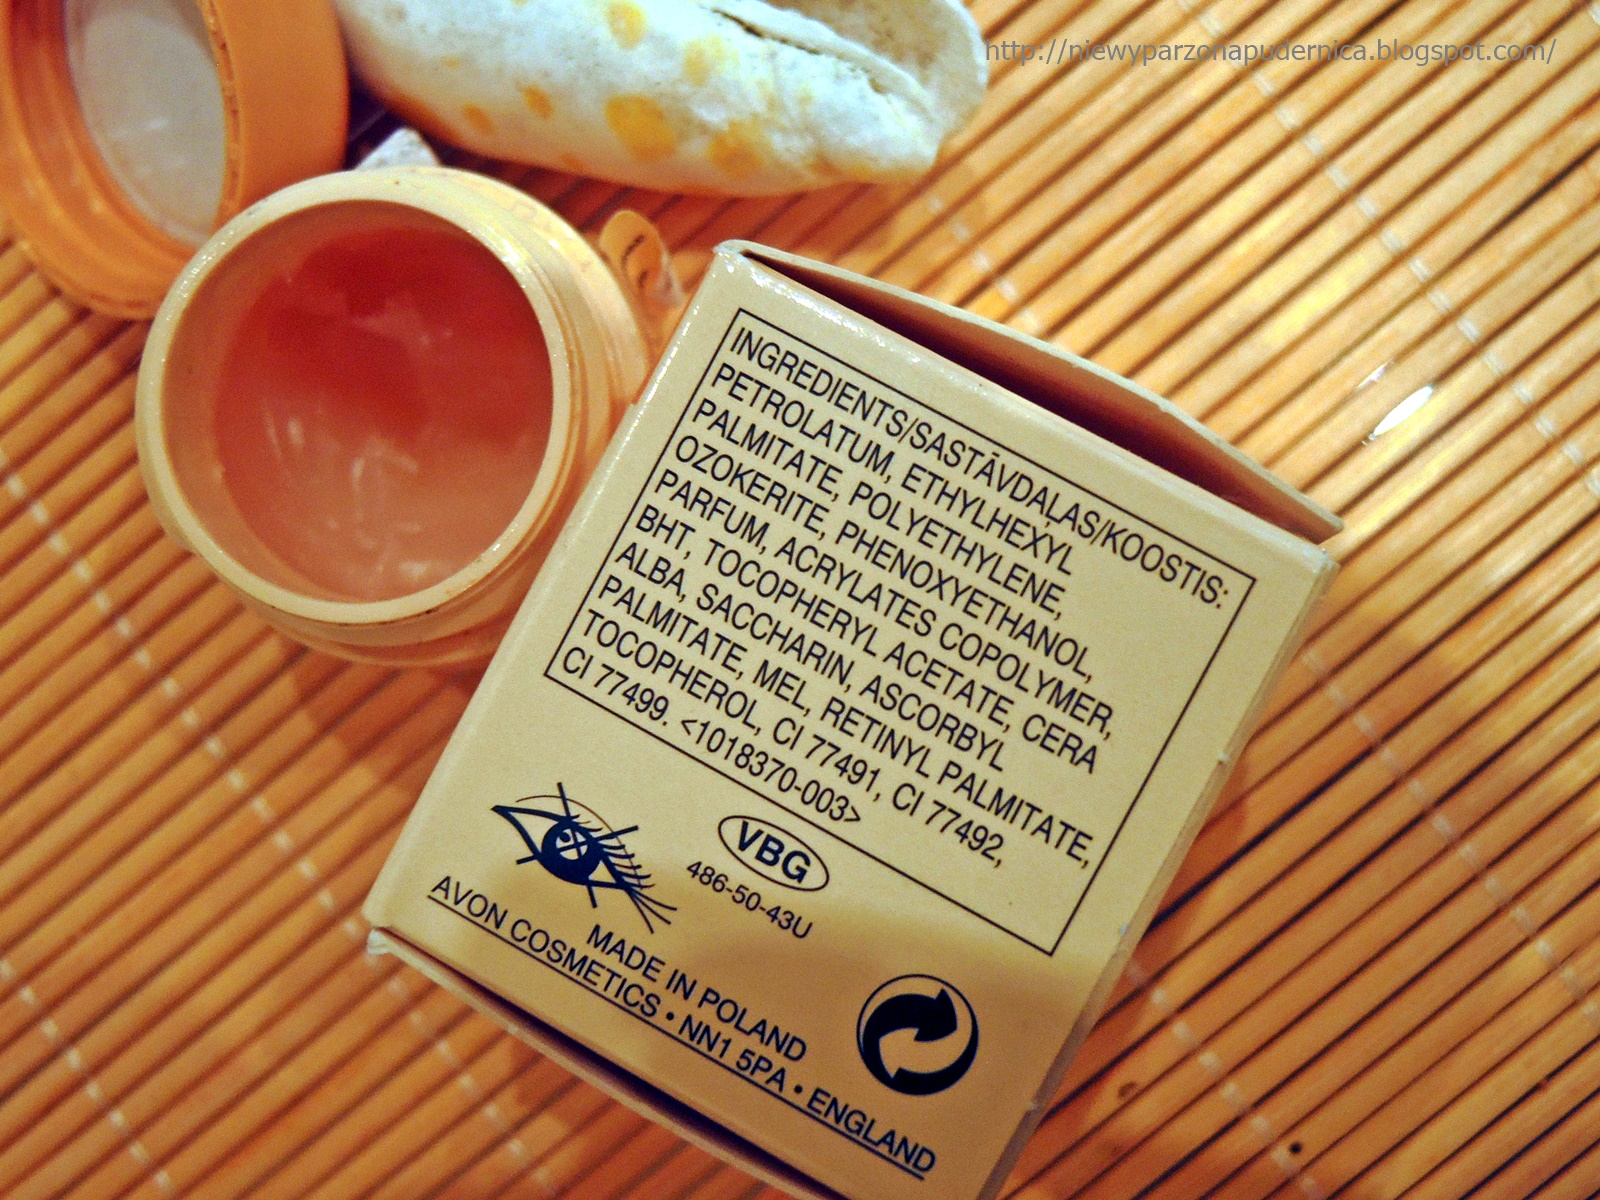 http://niewyparzonapudernica.blogspot.com/
INGREDIENTS/SASTĀVDAĻAS/KOOSTIS:
PETROLATUM, ETHYLHEXYL
PALMITATE, POLYETHYLENE,
OZOKERITE, PHENOXYETHANOL,
PARFUM, ACRYLATES COPOLYMER,
BHT, TOCOPHERYL ACETATE, CERA
ALBA, SACCHARIN, ASCORBYL
PALMITATE, MEL, RETINYL PALMITATE,
TOCOPHEROL, CI 77491, CI 77492,
CI 77499. <1018370-003>
VBG
486-50-43U
MADE IN POLAND
AVON COSMETICS • NN1 5PA • ENGLAND